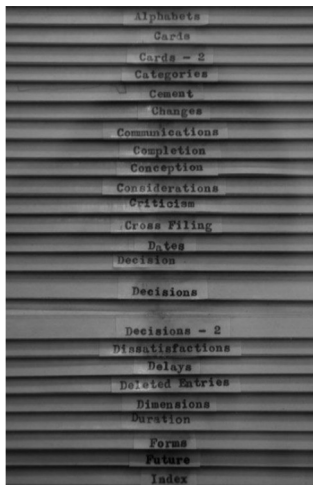 Alphabets
Cards
Cards - 2
Categories
Cement
Changes
Communications
Completion
Conception
Considerations
Criticism
Cross Filing
Dates
Decision
Decisions
Decisions - 2
Dissatisfactions
Delays
Deleted Entries
Dimensions
Duration
Forms
Future
Index